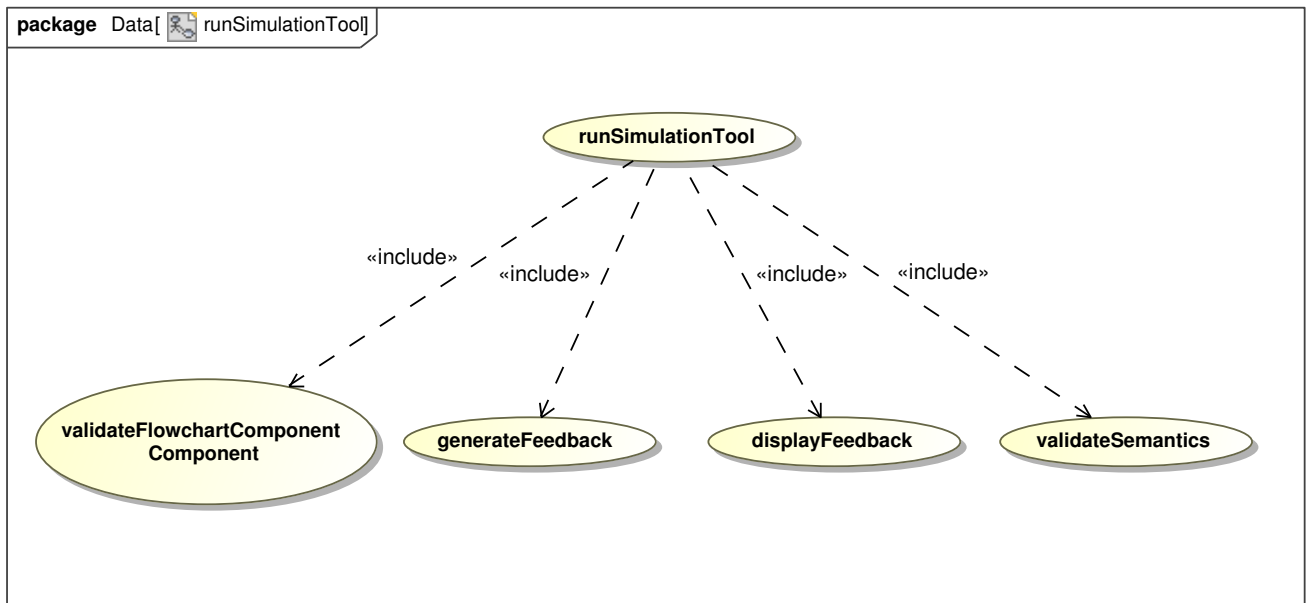 package Data[ runSimulationTool]
runSimulationTool
«include»
«include»
«include»
«include»
validateFlowchartComponent
Component
generateFeedback
displayFeedback
validateSemantics